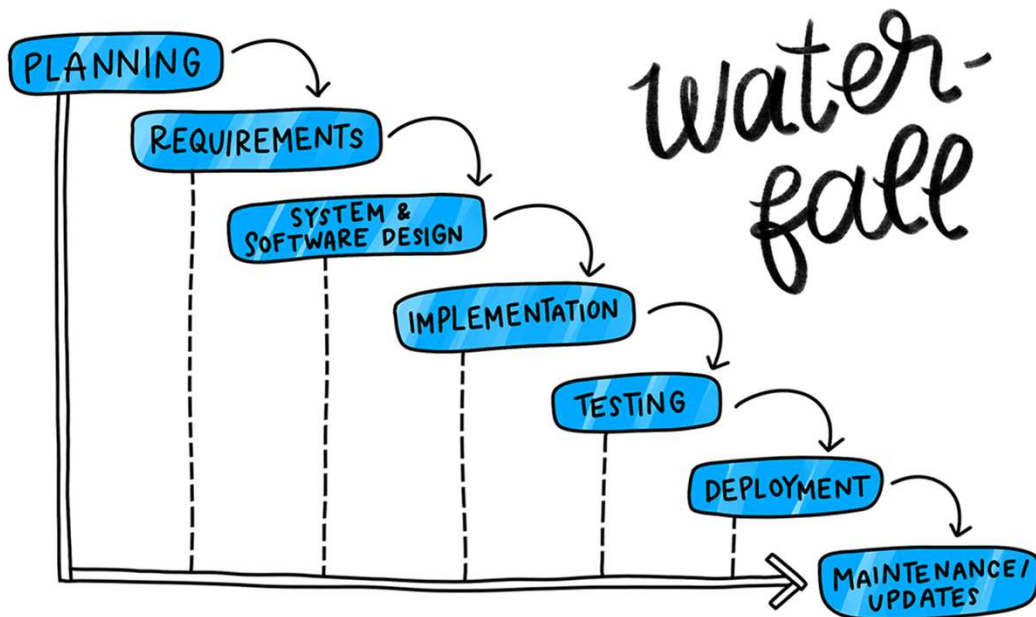 water-
fall
PLANNING
REQUIREMENTS
SYSTEM &
SOFTWARE DESIGN
IMPLEMENTATION
TESTING
DEPLOYMENT
MAINTENANCE/
UPDATES